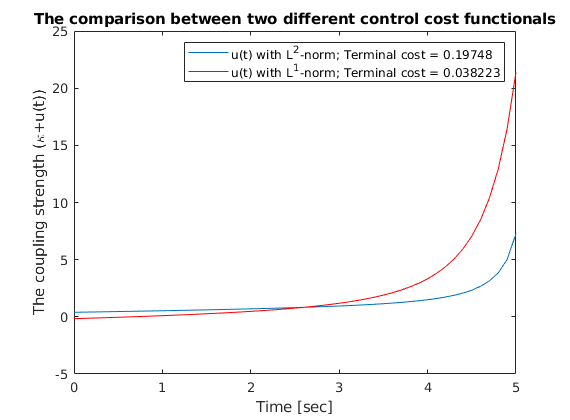 The comparison between two different control cost functionals
u(t) with L²-norm; Terminal cost = 0.19748
u(t) with L¹-norm; Terminal cost = 0.038223
The coupling strength (κ+u(t))
25
20
15
10
5
0
-5
0 1 2 3 4 5
Time [sec]